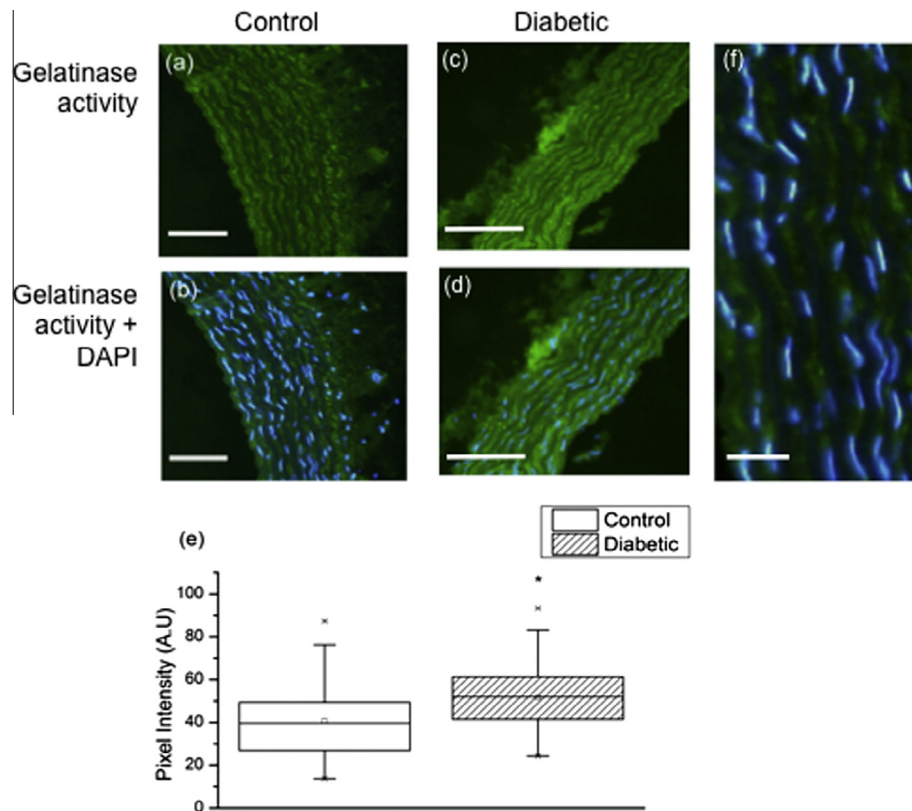 Control
Diabetic
Gelatinase
activity
(a)
(c)
(f)
Gelatinase
activity +
DAPI
(b)
(d)
(e)
Control
Diabetic
Pixel Intensity (A.U)
100
80
60
40
20
0